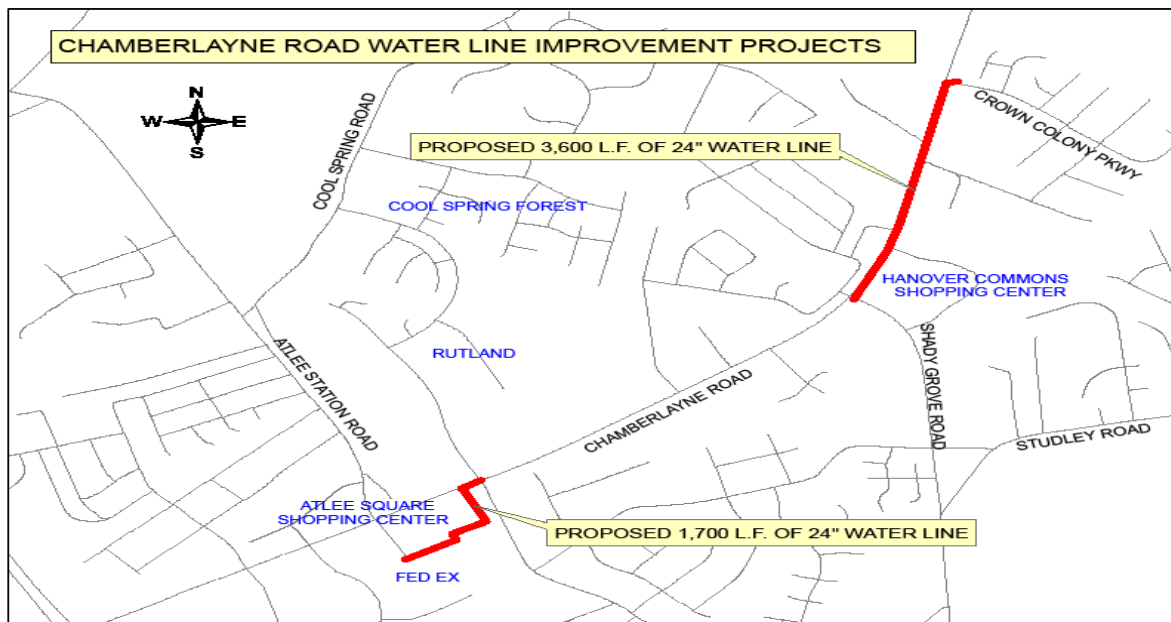 CHAMBERLAYNE ROAD WATER LINE IMPROVEMENT PROJECTS
N
W E
S
COOL SPRING ROAD
CROWN COLONY PKWY
PROPOSED 3,600 L.F. OF 24" WATER LINE
COOL SPRING FOREST
HANOVER COMMONS
SHOPPING CENTER
RUTLAND
ATLEE STATION ROAD
CHAMBERLAYNE ROAD
SHADY GROVE ROAD
STUDLEY ROAD
ATLEE SQUARE
SHOPPING CENTER
PROPOSED 1,700 L.F. OF 24" WATER LINE
FED EX